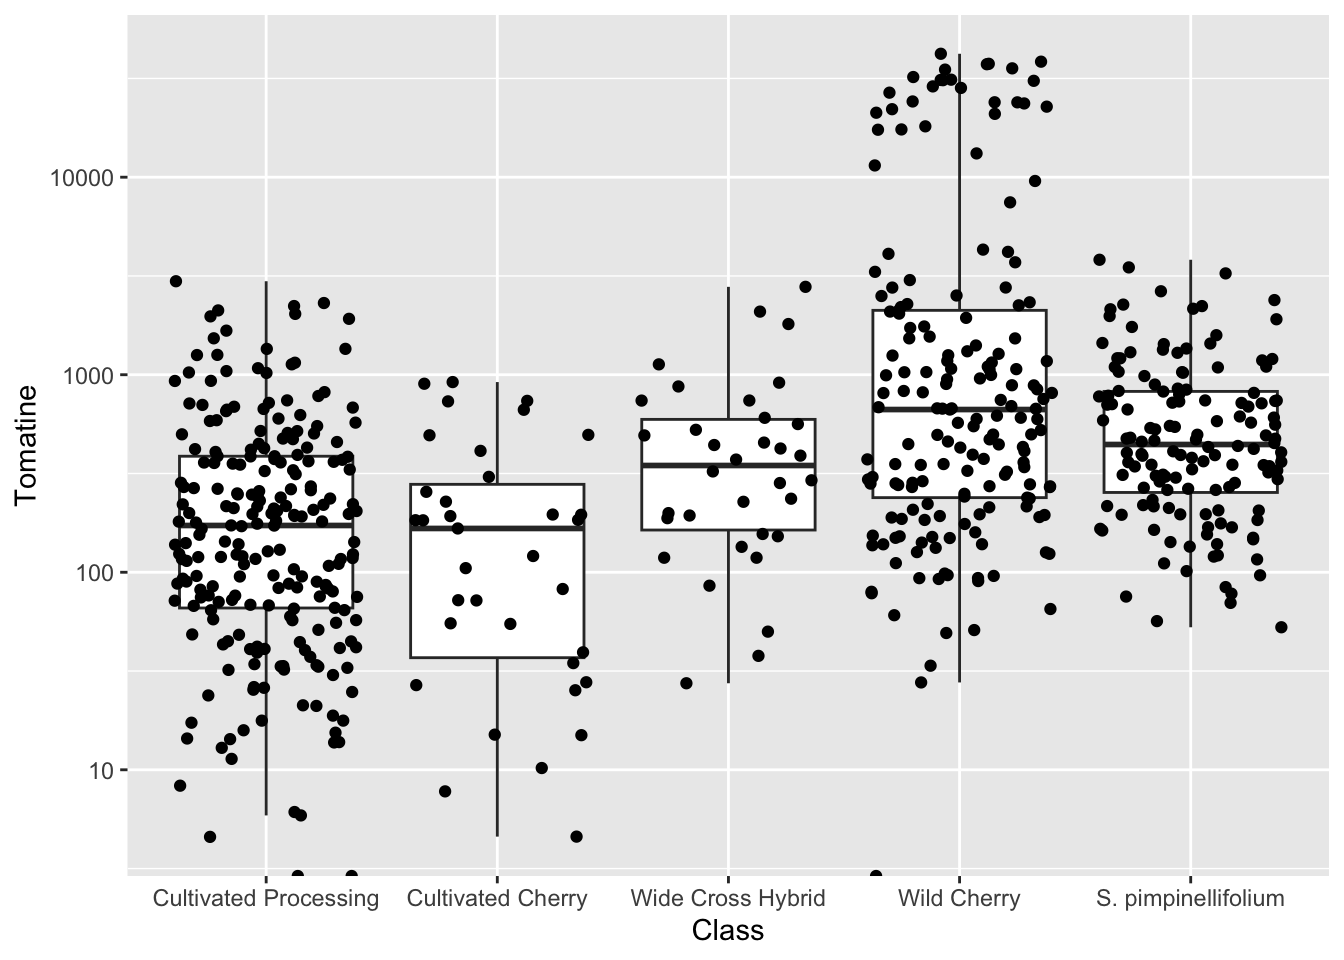 Tomatine
10000
1000
100
10
Cultivated Processing
Cultivated Cherry
Wide Cross Hybrid
Wild Cherry
S. pimpinellifolium
Class